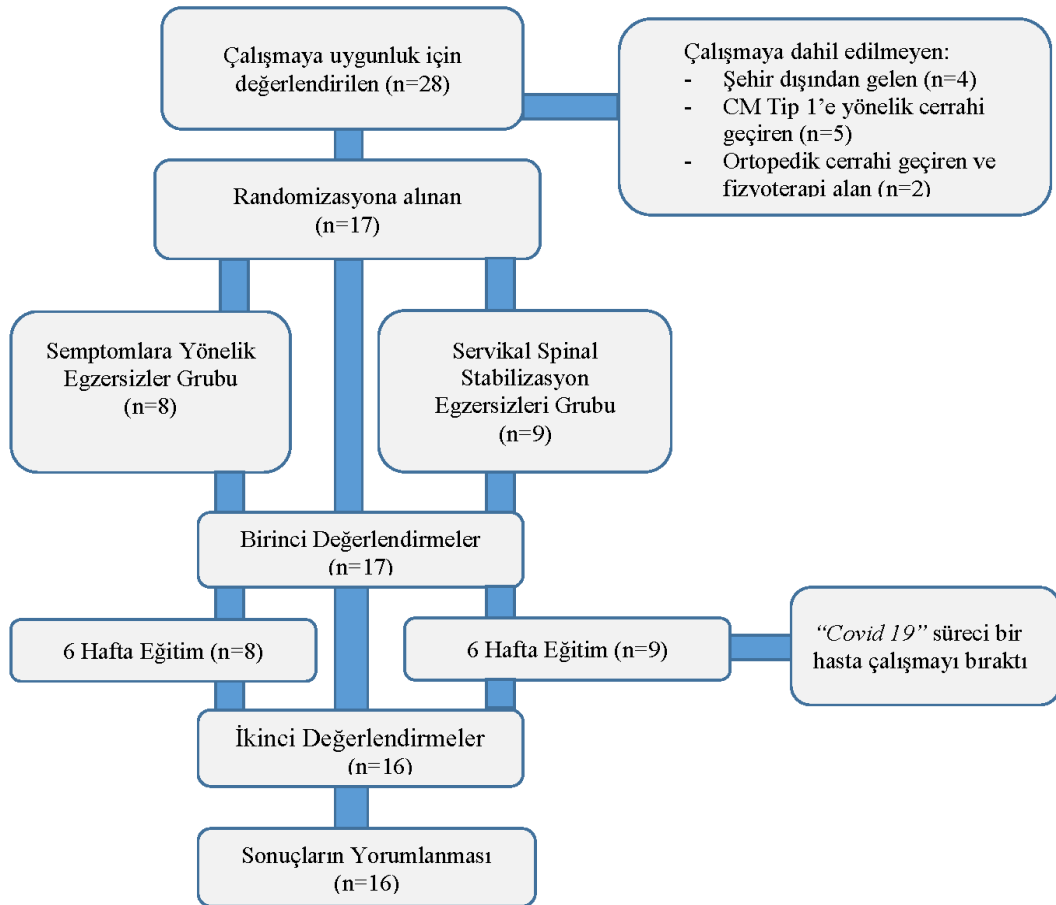 Çalışmaya uygunluk için
değerlendirilen (n=28)
Çalışmaya dahil edilmeyen:
- Şehir dışından gelen (n=4)
- CM Tip 1’e yönelik cerrahi
geçiren (n=5)
- Ortopedik cerrahi geçiren ve
fizyoterapi alan (n=2)
Randomizasyona alınan
(n=17)
Semptomlara Yönelik
Egzersizler Grubu
(n=8)
Servikal Spinal
Stabilizasyon
Egzersizleri Grubu
(n=9)
Birinci Değerlendirmeler
(n=17)
6 Hafta Eğitim (n=8)
6 Hafta Eğitim (n=9)
“Covid 19” süreci bir
hasta çalışmayı bıraktı
İkinci Değerlendirmeler
(n=16)
Sonuçların Yorumlanması
(n=16)